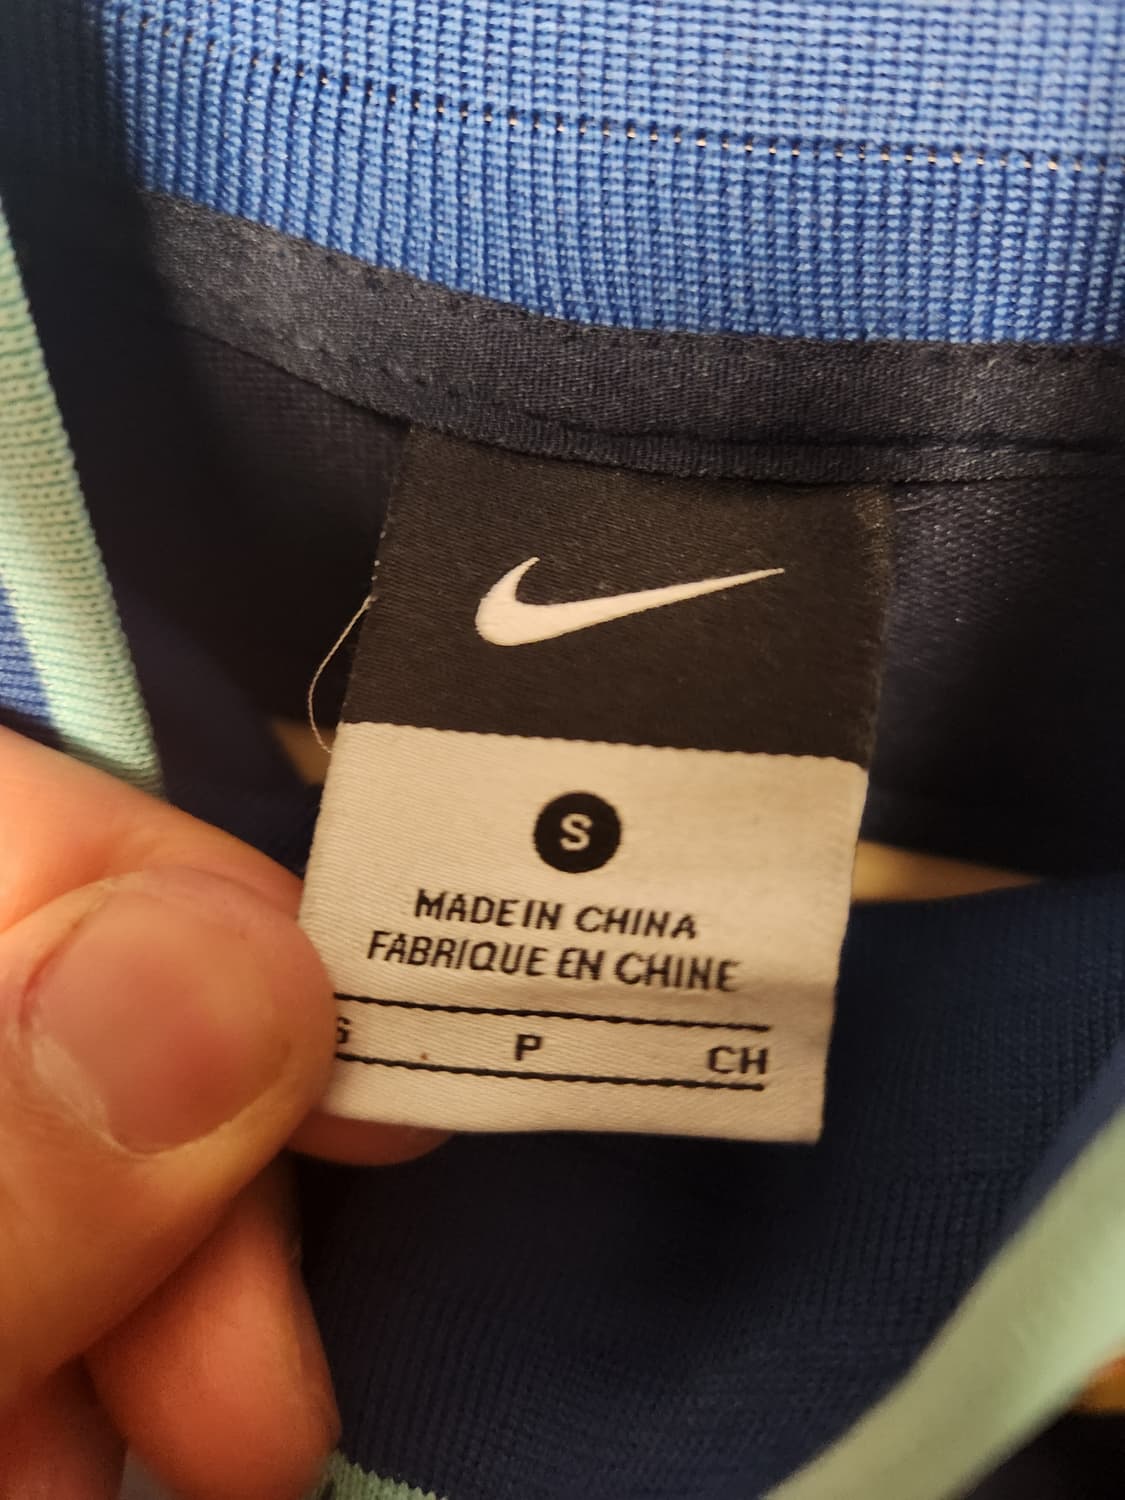 S
MADE IN CHINA
FABRIQUE EN CHINE
S P CH